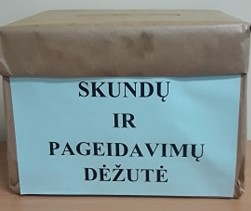 SKUNDŲ
IR
PAGEIDAVIMŲ
DĖŽUTĖ